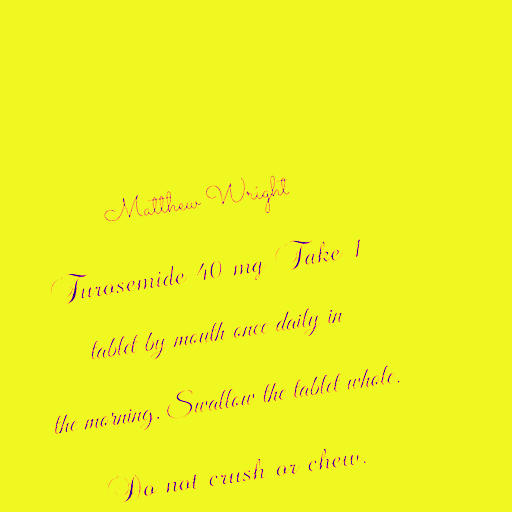 Matthew Wright
Furosemide 40 mg Take 1
tablet by mouth once daily in
the morning. Swallow the tablet whole.
Do not crush or chew.